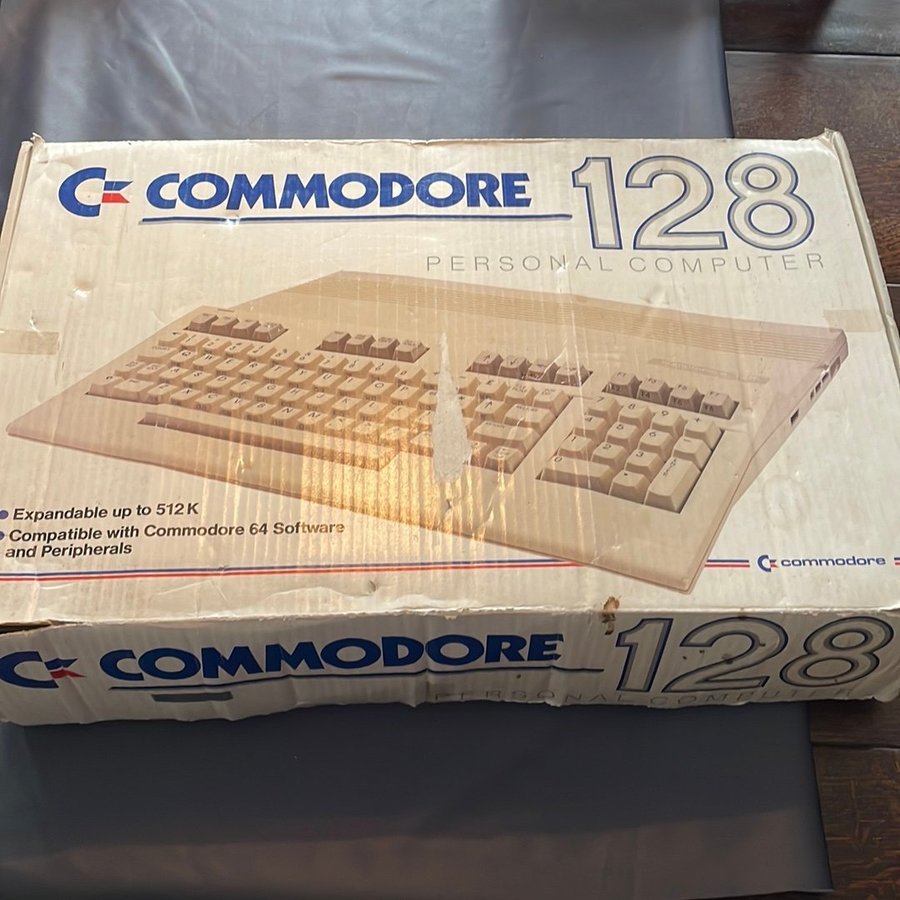 COMMODORE 128
PERSONAL COMPUTER
Expandable up to 512K
Compatible with Commodore 64 Software
and Peripherals
commodore
COMMODORE 128
PERSONAL COMPUTER